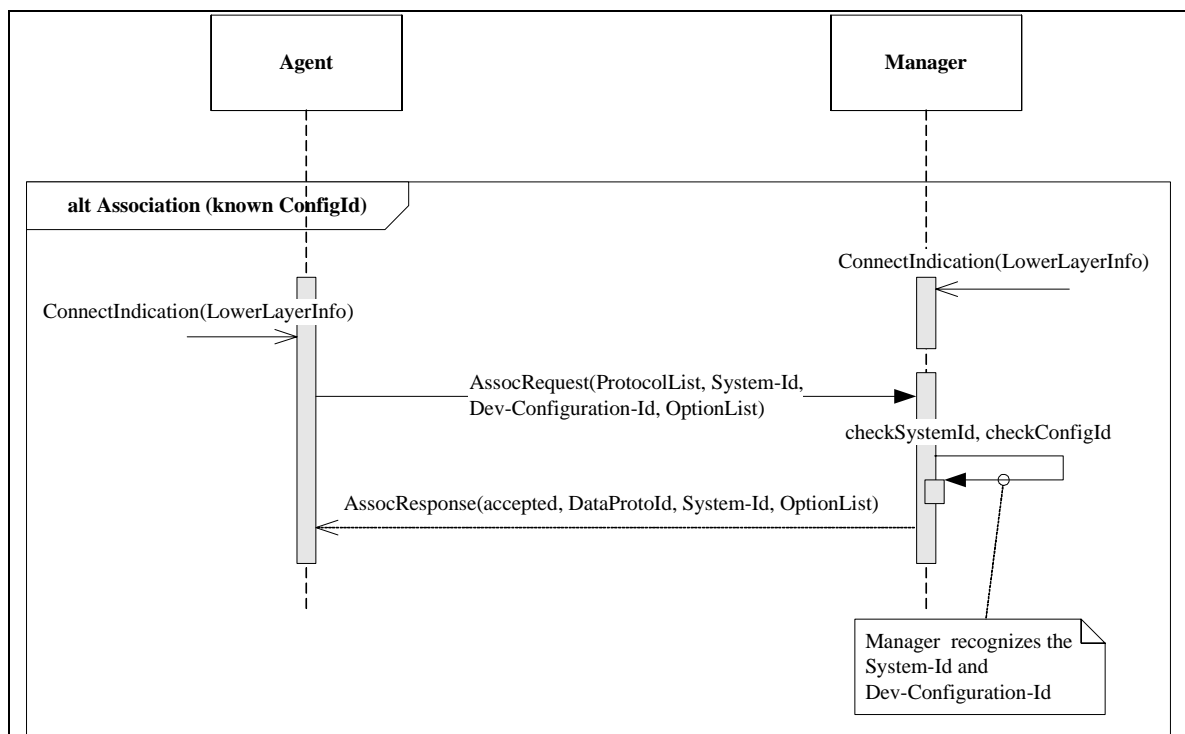 Agent
Manager
alt Association (known ConfigId)
ConnectIndication(LowerLayerInfo)
ConnectIndication(LowerLayerInfo)
AssocRequest(ProtocolList, System-Id,
Dev-Configuration-Id, OptionList)
checkSystemId, checkConfigId
AssocResponse(accepted, DataProtoId, System-Id, OptionList)
Manager recognizes the
System-Id and
Dev-Configuration-Id